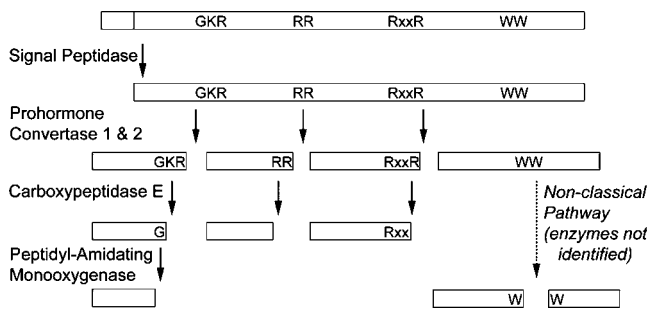 GKR RR RxxR WW
Signal Peptidase
GKR RR RxxR WW
Prohormone
Convertase 1 & 2
GKR RR RxxR WW
Carboxypeptidase E
Non-classical
Pathway
(enzymes not
identified)
G Rxx
Peptidyl-Amidating
Monooxygenase
W W